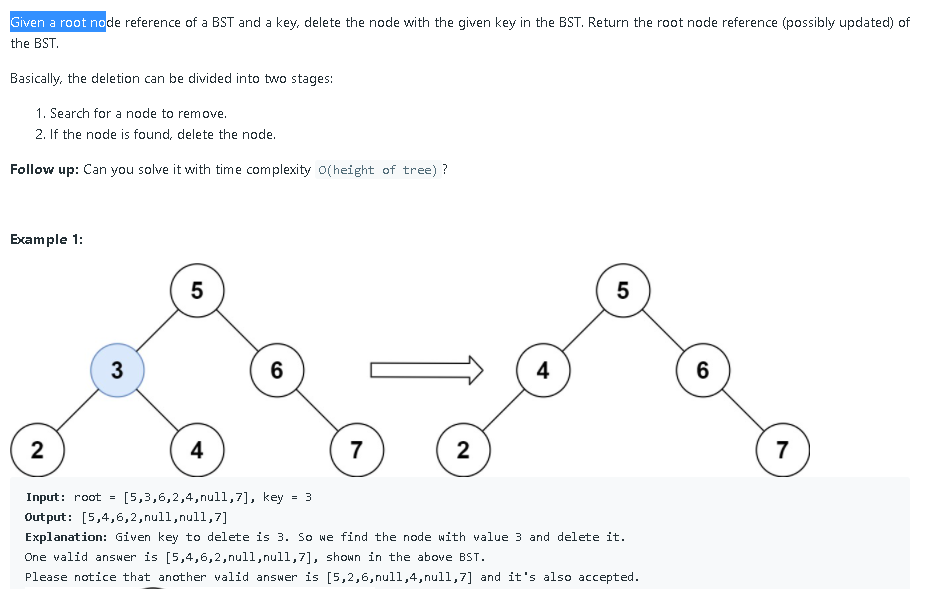 Given a root node reference of a BST and a key, delete the node with the given key in the BST. Return the root node reference (possibly updated) of
the BST.
Basically, the deletion can be divided into two stages:
1. Search for a node to remove.
2. If the node is found, delete the node.
Follow up: Can you solve it with time complexity O(height of tree) ?
Example 1:
5 5
3 6 4 6
2 4 7 2 7
Input: root = [5,3,6,2,4,null,7], key = 3
Output: [5,4,6,2,null,null,7]
Explanation: Given key to delete is 3. So we find the node with value 3 and delete it.
One valid answer is [5,4,6,2,null,null,7], shown in the above BST.
Please notice that another valid answer is [5,2,6,null,4,null,7] and it's also accepted.